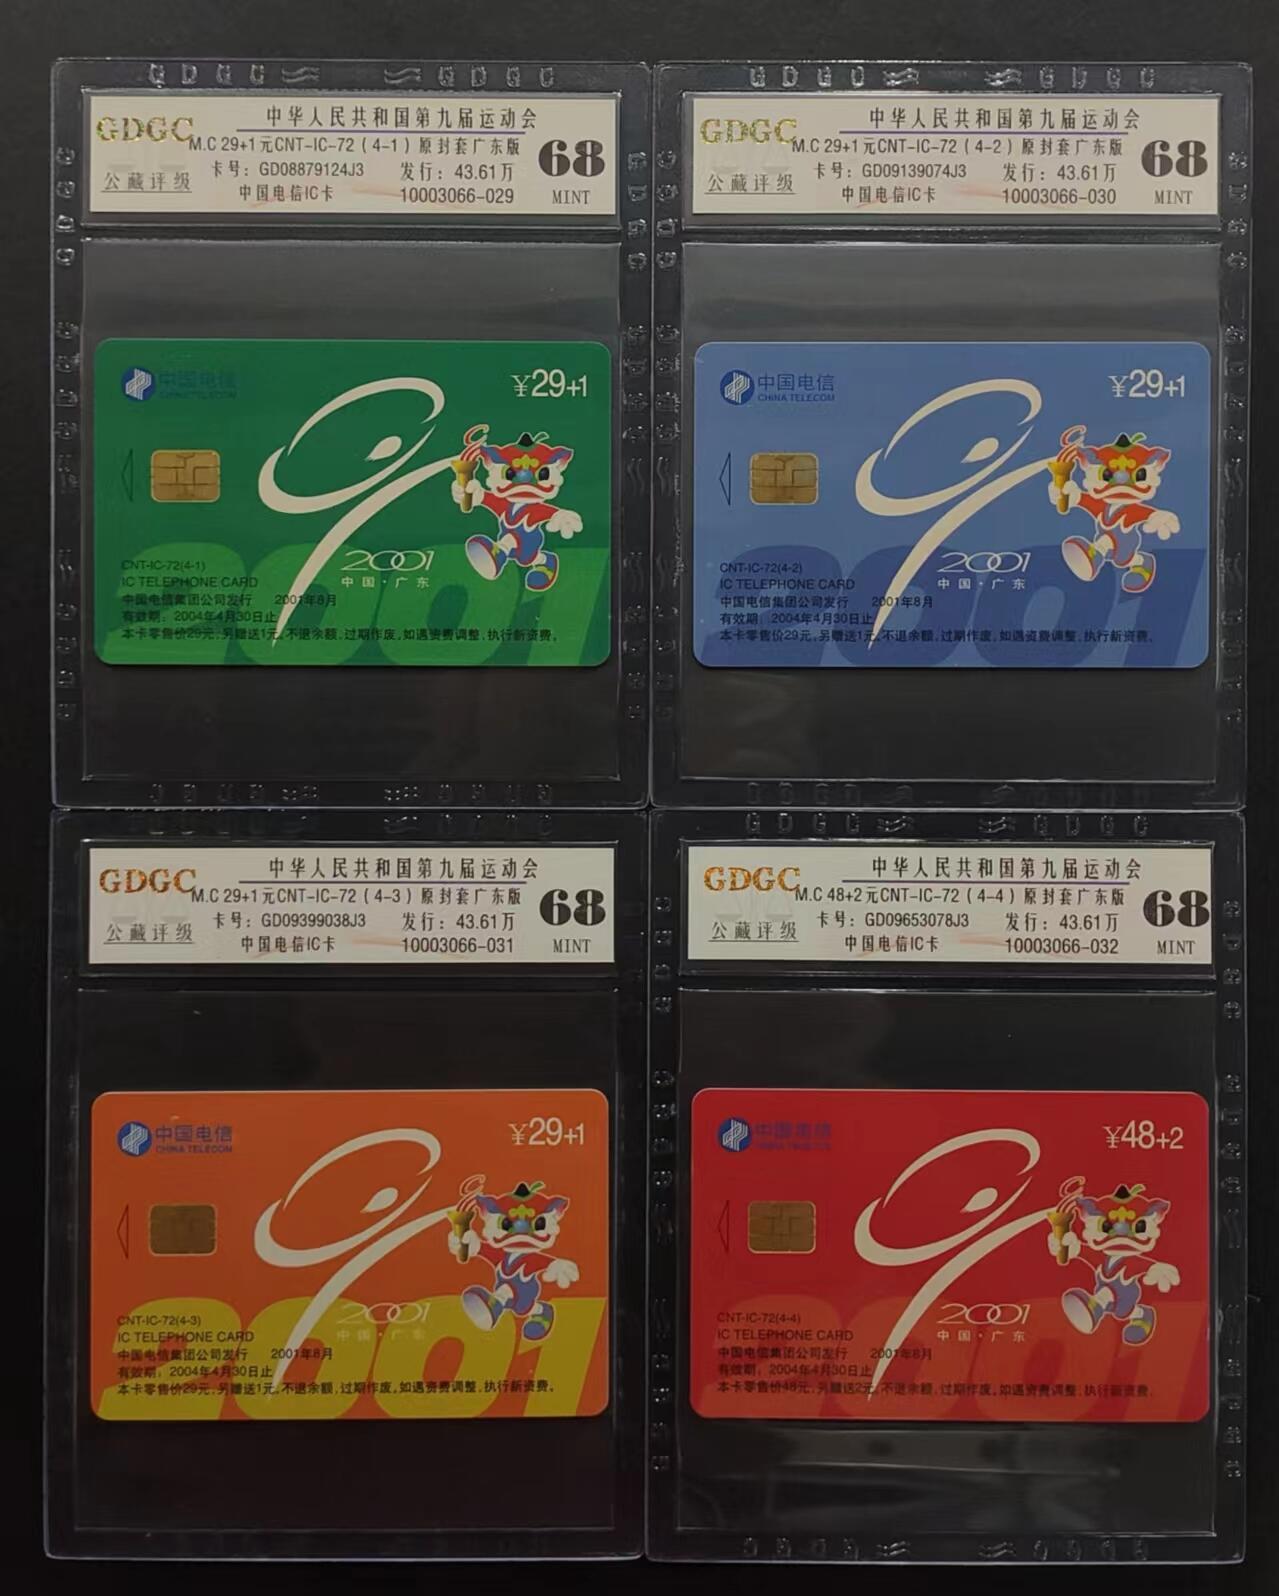 GDGC GDGC
GDGC
公藏评级
中华人民共和国第九届运动会
M.C 29+1元CNT-IC-72（4-1）原封套广东版
卡号：GD08879124J3 发行：43.61万
中国电信IC卡 10003066-029
68
MINT
中国电信
CHINA TELECOM
¥29+1
2001
中国·广东
2001
CNT-IC-72(4-1)
IC TELEPHONE CARD
中国电信集团公司发行 2001年8月
有效期：2004年4月30日止
本卡零售价29元，另赠送1元，不退余额，过期作废。如遇资费调整，执行新资费。
GDGC GDGC
GDGC
公藏评级
中华人民共和国第九届运动会
M.C 29+1元CNT-IC-72（4-2）原封套广东版
卡号：GD09139074J3 发行：43.61万
中国电信IC卡 10003066-030
68
MINT
中国电信
CHINA TELECOM
¥29+1
2001
中国·广东
2001
CNT-IC-72(4-2)
IC TELEPHONE CARD
中国电信集团公司发行 2001年8月
有效期：2004年4月30日止
本卡零售价29元，另赠送1元，不退余额，过期作废。如遇资费调整，执行新资费。
GDGC
公藏评级
中华人民共和国第九届运动会
M.C 29+1元CNT-IC-72（4-3）原封套广东版
卡号：GD09399038J3 发行：43.61万
中国电信IC卡 10003066-031
68
MINT
中国电信
CHINA TELECOM
¥29+1
2001
中国·广东
2001
CNT-IC-72(4-3)
IC TELEPHONE CARD
中国电信集团公司发行 2001年8月
有效期：2004年4月30日止
本卡零售价29元，另赠送1元，不退余额，过期作废。如遇资费调整，执行新资费。
GDGC GDGC
GDGC
公藏评级
中华人民共和国第九届运动会
M.C 48+2元CNT-IC-72（4-4）原封套广东版
卡号：GD09653078J3 发行：43.61万
中国电信IC卡 10003066-032
68
MINT
中国电信
CHINA TELECOM
¥48+2
2001
中国·广东
2001
CNT-IC-72(4-4)
IC TELEPHONE CARD
中国电信集团公司发行 2001年8月
有效期：2004年4月30日止
本卡零售价48元，另赠送2元，不退余额，过期作废。如遇资费调整，执行新资费。